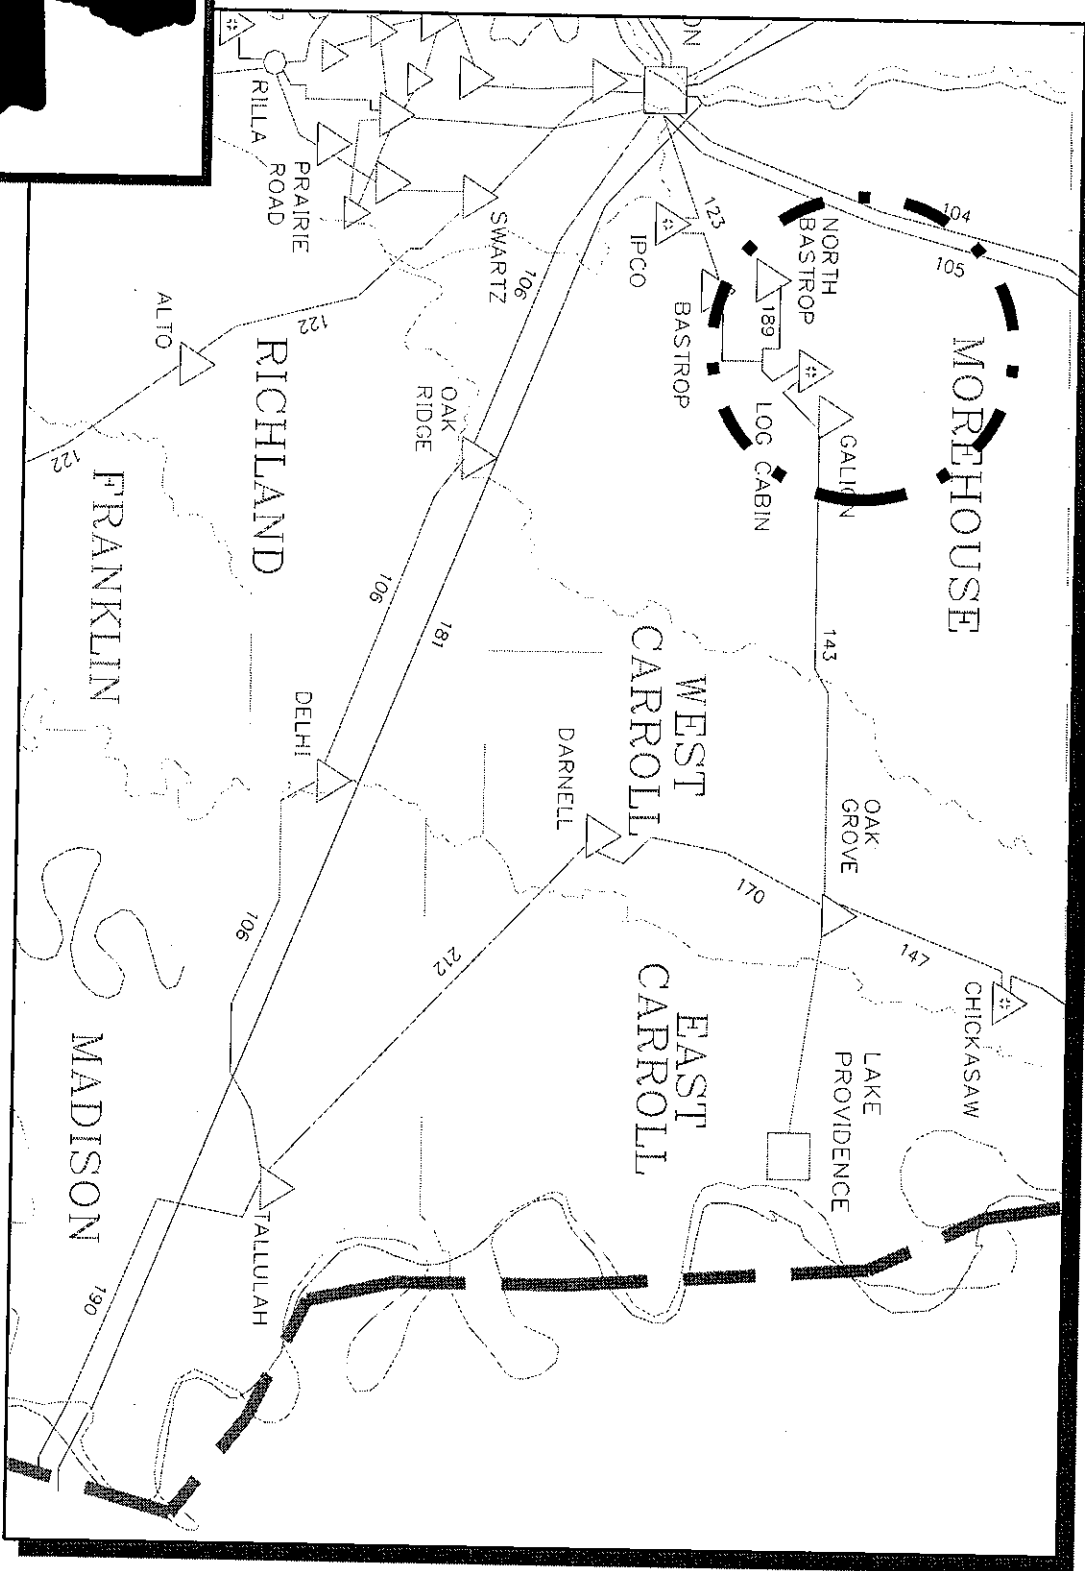 104
105
MOREHOUSE
147
CHICKASAW
LAKE
PROVIDENCE
OAK
GROVE
NORTH
BASTROP
GALION
143
189
LOG CABIN
170
123
ON
IPCO
BASTROP
WEST
CARROLL
EAST
CARROLL
DARNELL
SWARTZ
106
OAK
RIDGE
181
212
106
122
PRAIRIE
ROAD
RILLA
DELHI
106
TALLULAH
RICHLAND
ALTO
FRANKLIN
MADISON
122
190